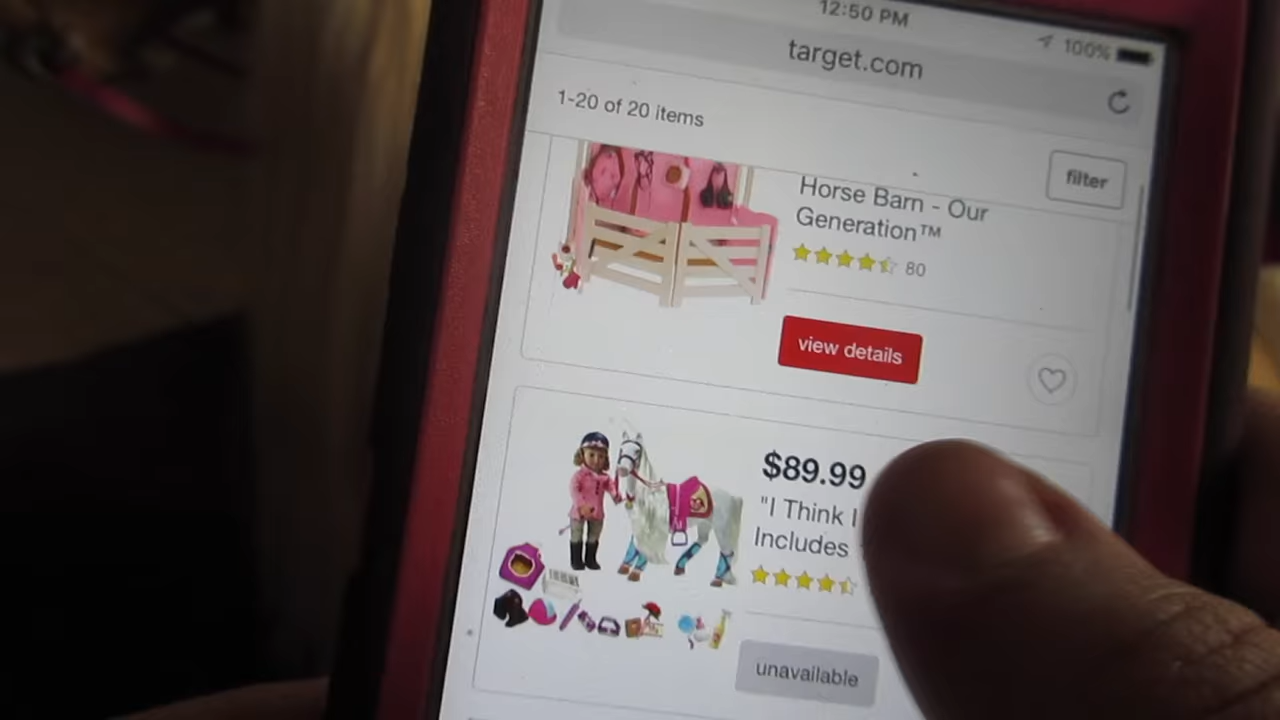 12:50 PM
100%
target.com
1-20 of 20 items
filter
Horse Barn - Our
Generation™
80
view details
$89.99
"I Think I
Includes
unavailable